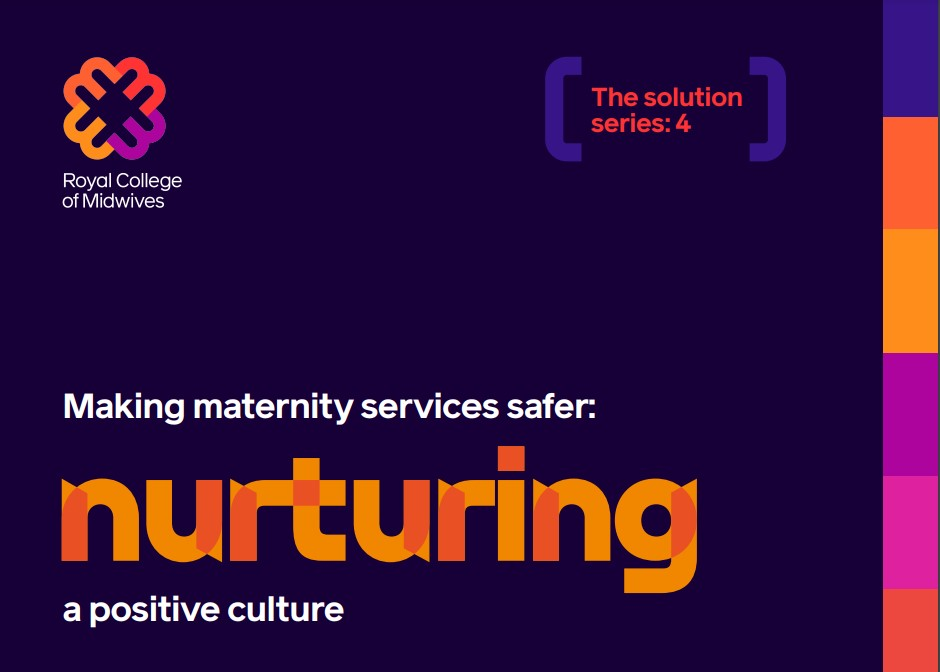 Royal College
of Midwives
The solution
series: 4
Making maternity services safer:
nurturing
a positive culture